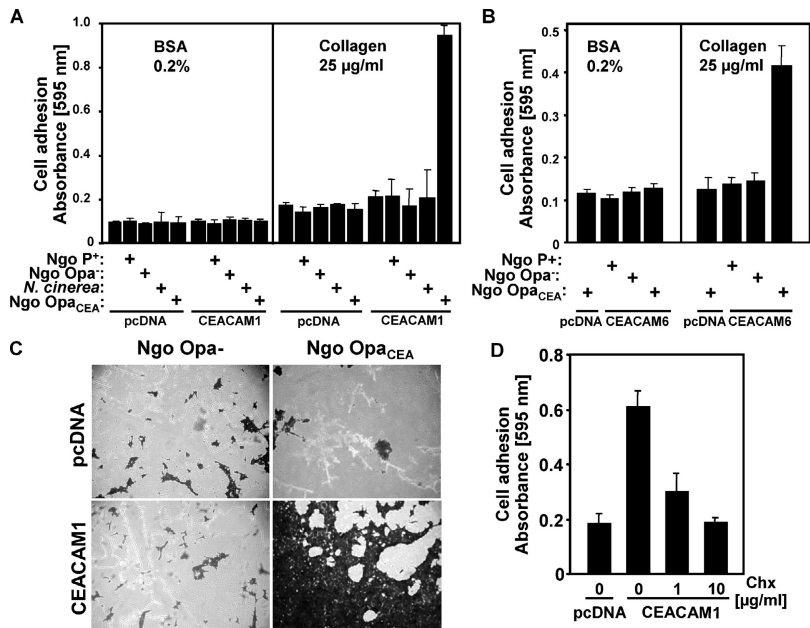 A
Cell adhesion
Absorbance [595 nm]
1.0
0.8
0.6
0.4
0.2
0
BSA
0.2%
Collagen
25 µg/ml
Ngo P⁺: + + + +
Ngo Opa⁻: + + + +
N. cinerea: + + + +
Ngo OpaCEA: + + + +
pcDNA CEACAM1 pcDNA CEACAM1
B
Cell adhesion
Absorbance [595 nm]
0.5
0.4
0.3
0.2
0.1
0
BSA
0.2%
Collagen
25 µg/ml
Ngo P+: + +
Ngo Opa⁻: + +
Ngo OpaCEA: + + + +
pcDNA CEACAM6 pcDNA CEACAM6
C
Ngo Opa- Ngo OpaCEA
pcDNA
CEACAM1
D
Cell adhesion
Absorbance [595 nm]
0.8
0.6
0.4
0.2
0
0 0 1 10 Chx
[µg/ml]
pcDNA CEACAM1